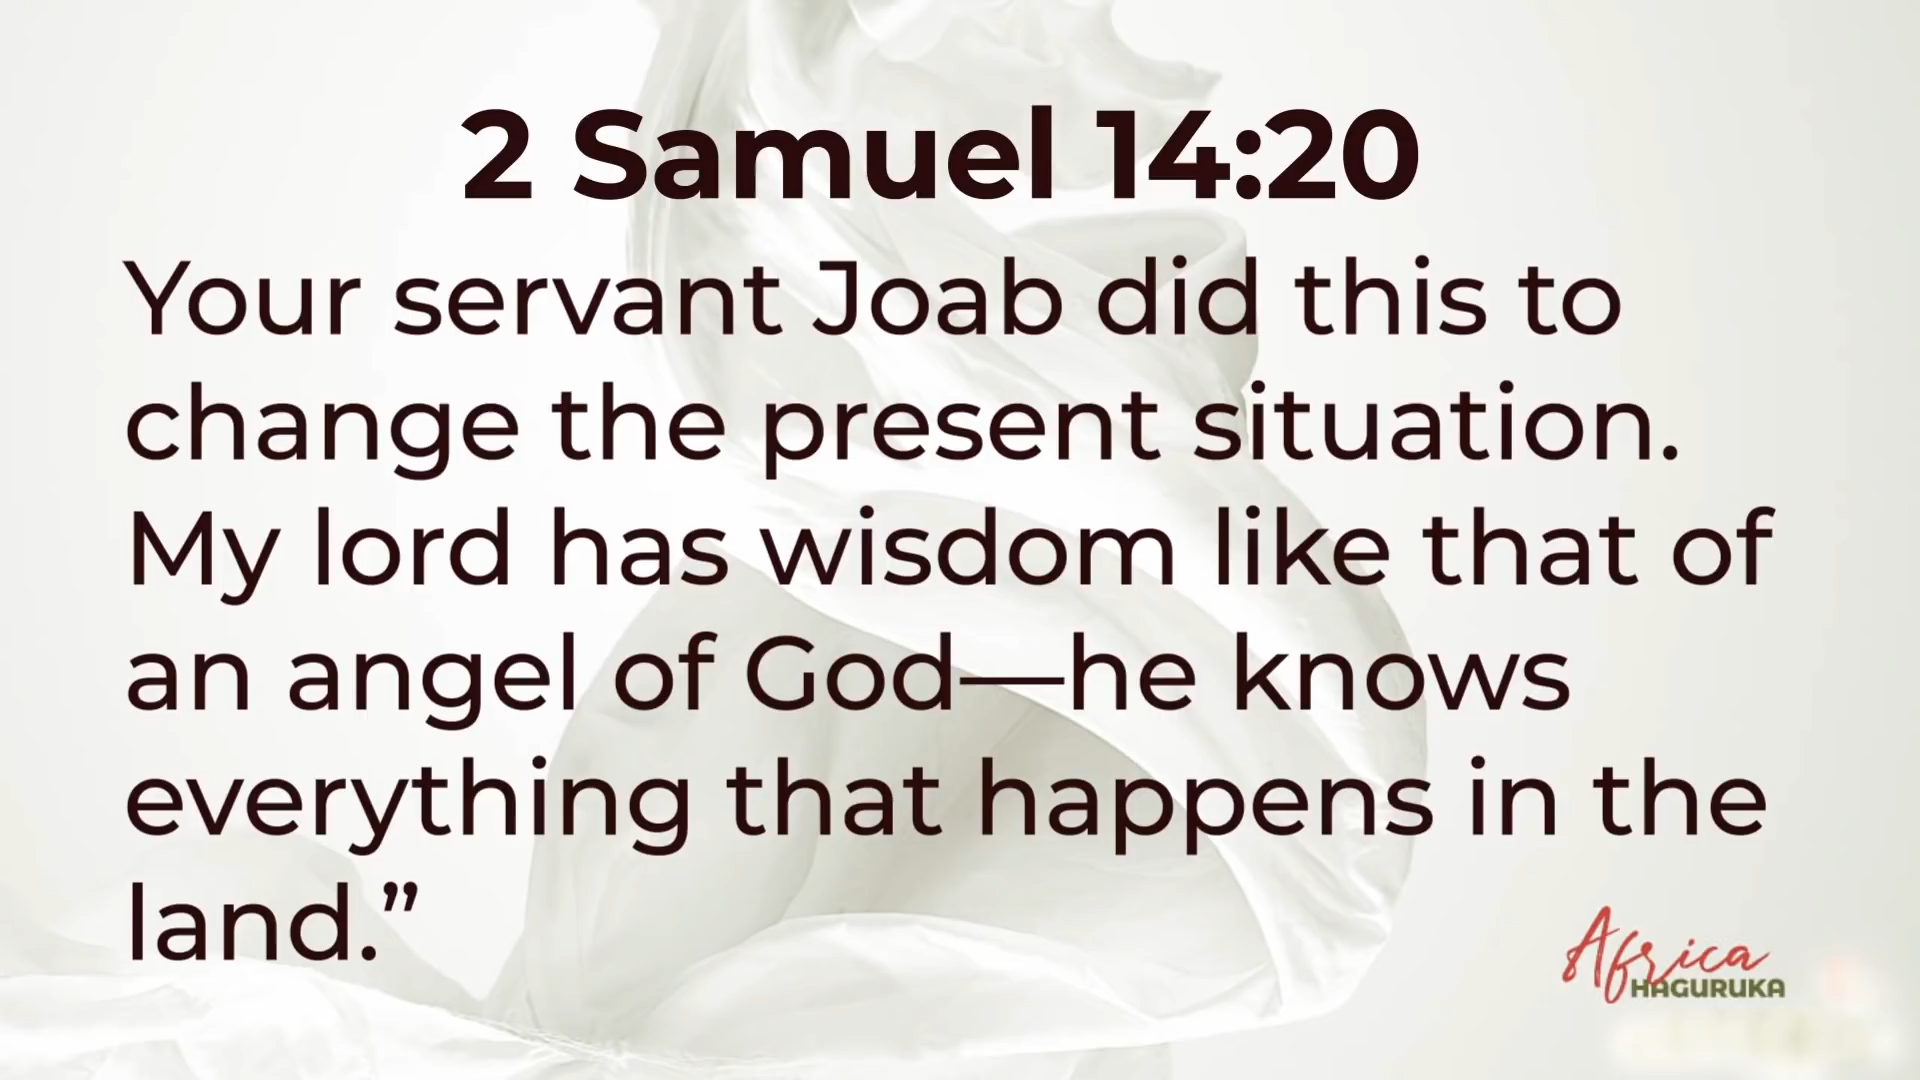 2 Samuel 14:20
Your servant Joab did this to
change the present situation.
My lord has wisdom like that of
an angel of God—he knows
everything that happens in the
land.”
Africa
HAGURUKA